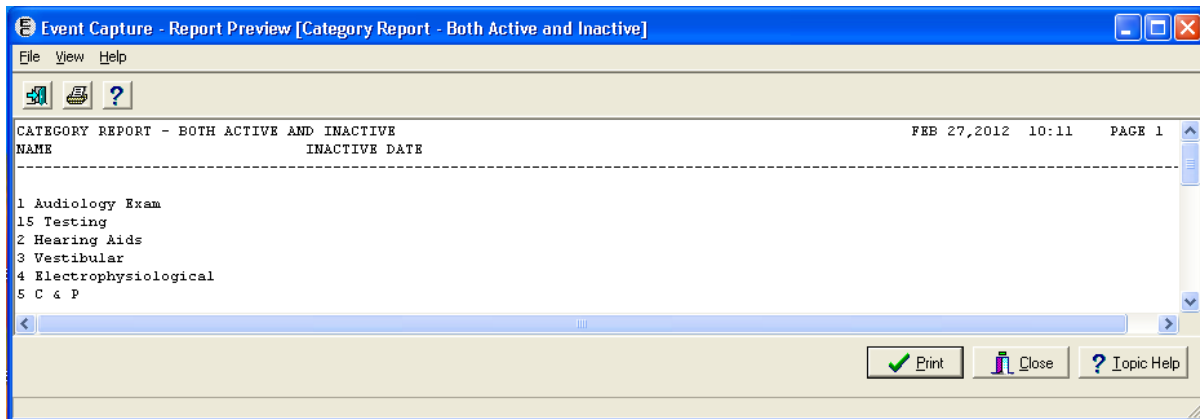 Event Capture - Report Preview [Category Report - Both Active and Inactive]
File View Help
CATEGORY REPORT - BOTH ACTIVE AND INACTIVE FEB 27,2012 10:11 PAGE 1
NAME INACTIVE DATE
--------------------------------------------------------------------------------
1 Audiology Exam
15 Testing
2 Hearing Aids
3 Vestibular
4 Electrophysiological
5 C & P
Print Close ? Topic Help